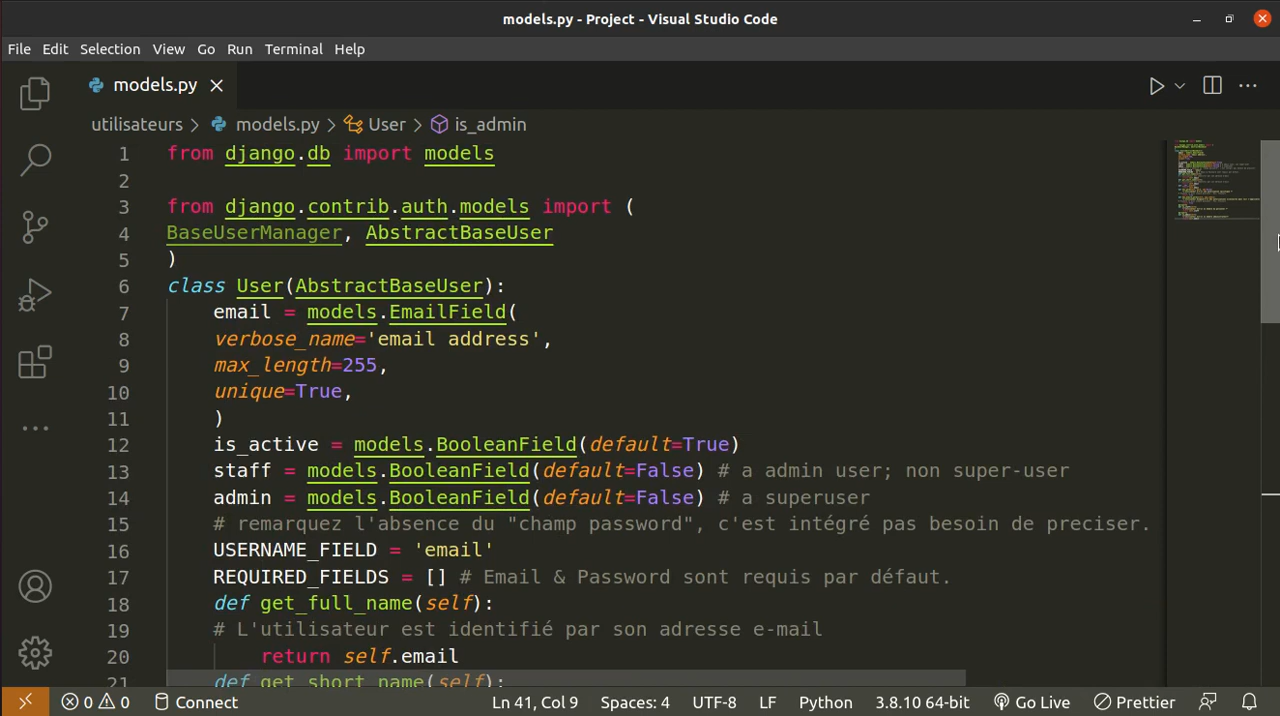 models.py - Project - Visual Studio Code
File Edit Selection View Go Run Terminal Help
models.py
utilisateurs > models.py > User > is_admin
1 from django.db import models
2
3 from django.contrib.auth.models import (
4 BaseUserManager, AbstractBaseUser
5 )
6 class User(AbstractBaseUser):
7 email = models.EmailField(
8 verbose_name='email address',
9 max_length=255,
10 unique=True,
11 )
12 is_active = models.BooleanField(default=True)
13 staff = models.BooleanField(default=False) # a admin user; non super-user
14 admin = models.BooleanField(default=False) # a superuser
15 # remarquez l'absence du "champ password", c'est intégré pas besoin de preciser.
16 USERNAME_FIELD = 'email'
17 REQUIRED_FIELDS = [] # Email & Password sont requis par défaut.
18 def get_full_name(self):
19 # L'utilisateur est identifié par son adresse e-mail
20 return self.email
21 def get_short_name(self):
0 0 Connect Ln 41, Col 9 Spaces: 4 UTF-8 LF Python 3.8.10 64-bit Go Live Prettier